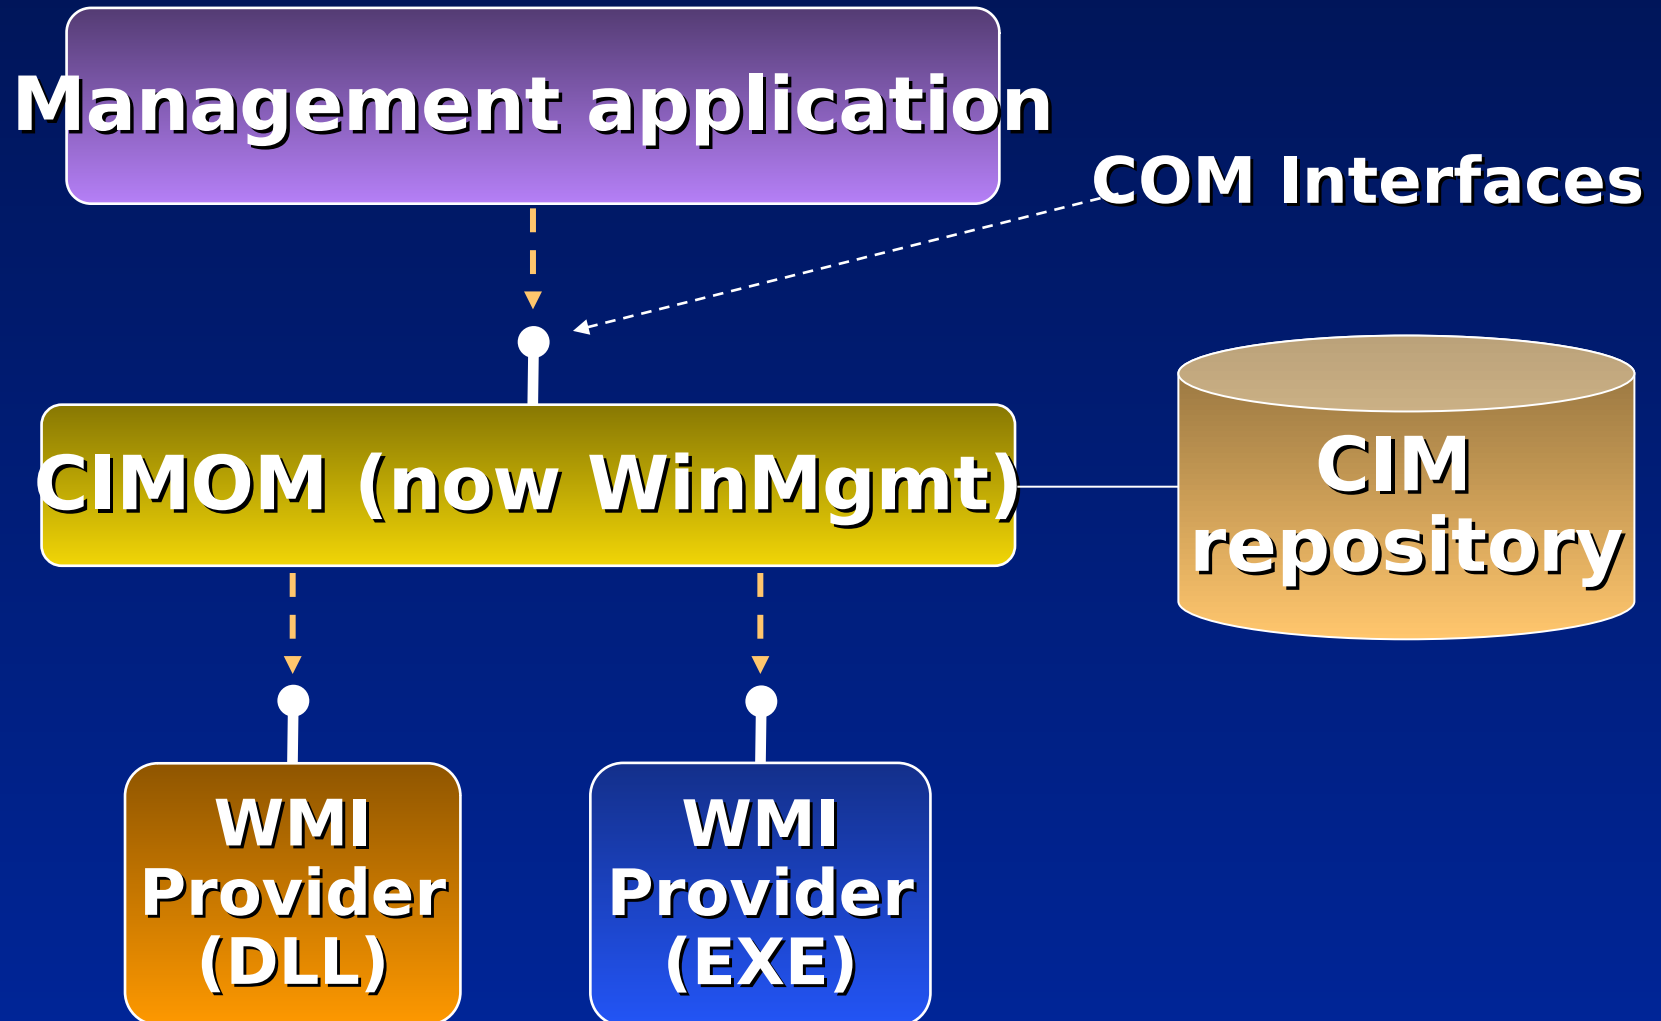 Management application
COM Interfaces
CIMOM (now WinMgmt)
CIM
repository
WMI
Provider
(DLL)
WMI
Provider
(EXE)